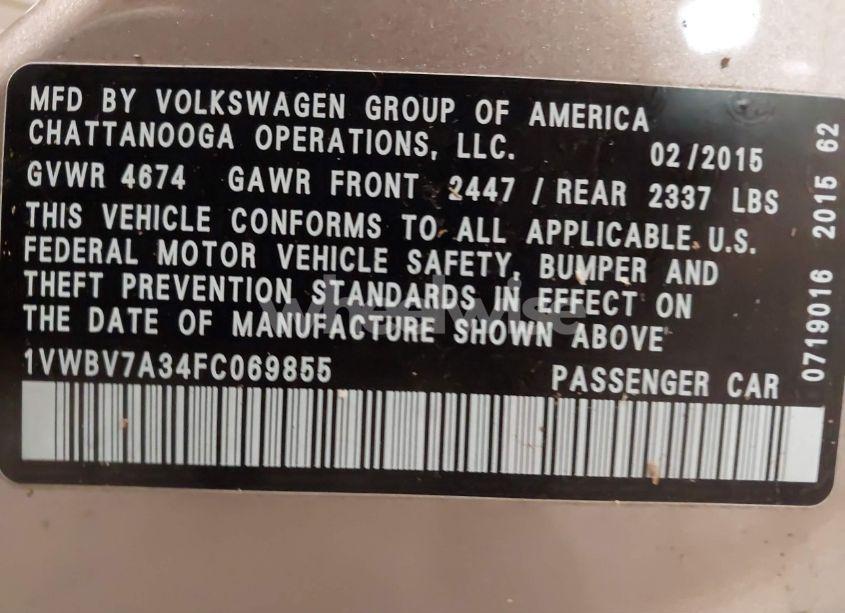 MFD BY VOLKSWAGEN GROUP OF AMERICA
CHATTANOOGA OPERATIONS, LLC. 02/2015
GVWR 4674 GAWR FRONT 2447 / REAR 2337 LBS
THIS VEHICLE CONFORMS TO ALL APPLICABLE U.S.
FEDERAL MOTOR VEHICLE SAFETY, BUMPER AND
THEFT PREVENTION STANDARDS IN EFFECT ON
THE DATE OF MANUFACTURE SHOWN ABOVE
1VWBV7A34FC069855 PASSENGER CAR
0719016 2015 62
wheelwise